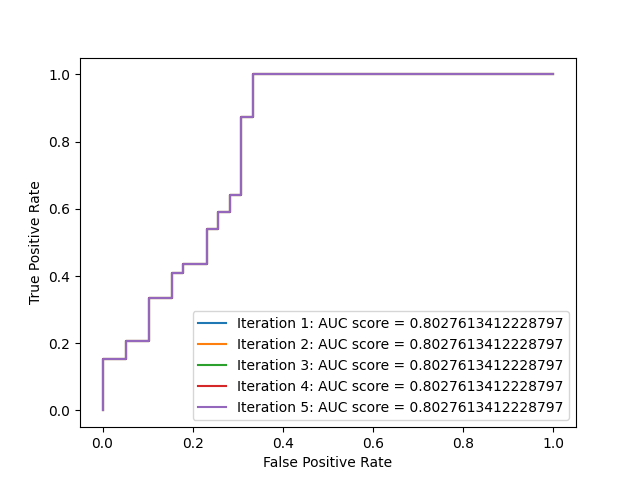 1.0
0.8
0.6
0.4
0.2
0.0
True Positive Rate
Iteration 1: AUC score = 0.8027613412228797
Iteration 2: AUC score = 0.8027613412228797
Iteration 3: AUC score = 0.8027613412228797
Iteration 4: AUC score = 0.8027613412228797
Iteration 5: AUC score = 0.8027613412228797
0.0 0.2 0.4 0.6 0.8 1.0
False Positive Rate